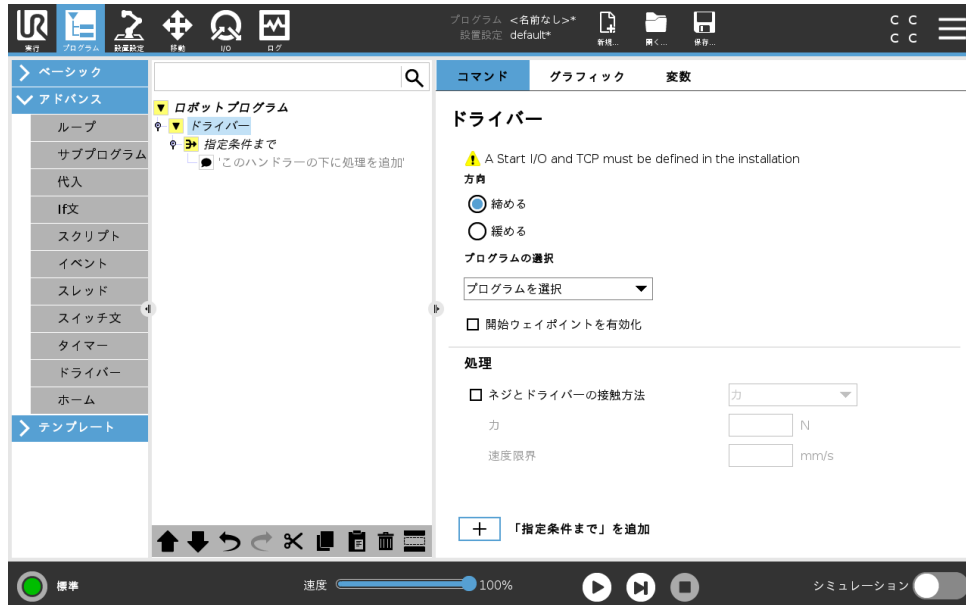 UR
実行
プログラム
設置設定
移動
I/O
ログ
プログラム <名前なし>*
設置設定 default*
新規...
開く...
保存...
C C
C C
ベーシック
アドバンス
ループ
サブプログラム
代入
If文
スクリプト
イベント
スレッド
スイッチ文
タイマー
ドライバー
ホーム
テンプレート
ロボットプログラム
ドライバー
指定条件まで
'このハンドラーの下に処理を追加'
コマンド グラフィック 変数
ドライバー
A Start I/O and TCP must be defined in the installation
方向
締める
緩める
プログラムの選択
プログラムを選択
開始ウェイポイントを有効化
処理
ネジとドライバーの接触方法 力
力 N
速度限界 mm/s
+ 「指定条件まで」を追加
標準
速度 100%
シミュレーション